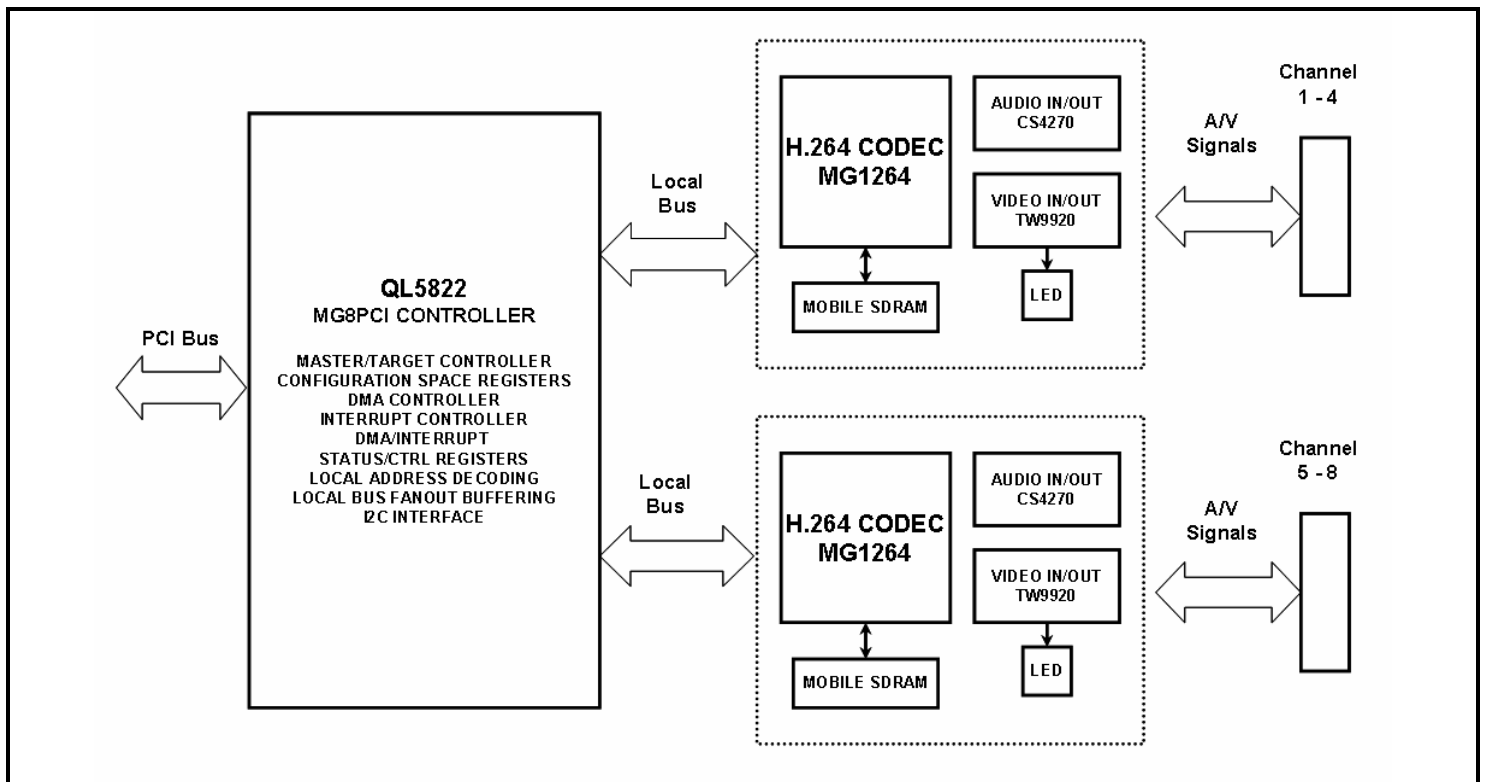 PCI Bus
QL5822
MG8PCI CONTROLLER
MASTER/TARGET CONTROLLER
CONFIGURATION SPACE REGISTERS
DMA CONTROLLER
INTERRUPT CONTROLLER
DMA/INTERRUPT
STATUS/CTRL REGISTERS
LOCAL ADDRESS DECODING
LOCAL BUS FANOUT BUFFERING
I2C INTERFACE
Local
Bus
H.264 CODEC
MG1264
MOBILE SDRAM
AUDIO IN/OUT
CS4270
VIDEO IN/OUT
TW9920
LED
A/V
Signals
Channel
1 - 4
Local
Bus
H.264 CODEC
MG1264
MOBILE SDRAM
AUDIO IN/OUT
CS4270
VIDEO IN/OUT
TW9920
LED
A/V
Signals
Channel
5 - 8